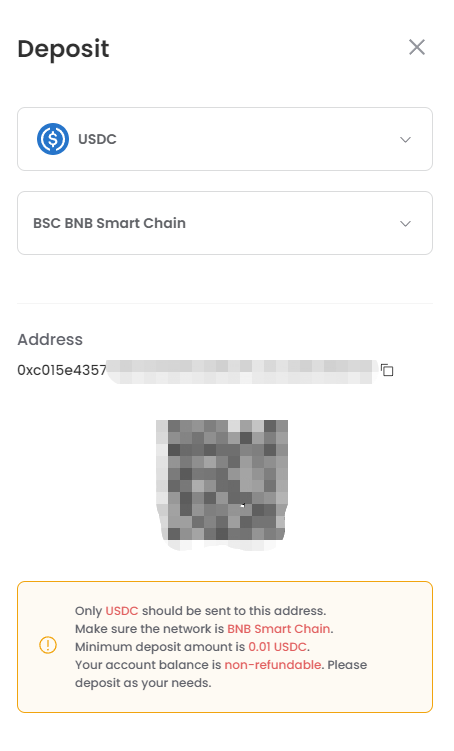 Deposit
USDC
BSC BNB Smart Chain
Address
0xc015e4357
Only USDC should be sent to this address.
Make sure the network is BNB Smart Chain.
Minimum deposit amount is 0.01 USDC.
Your account balance is non-refundable. Please
deposit as your needs.